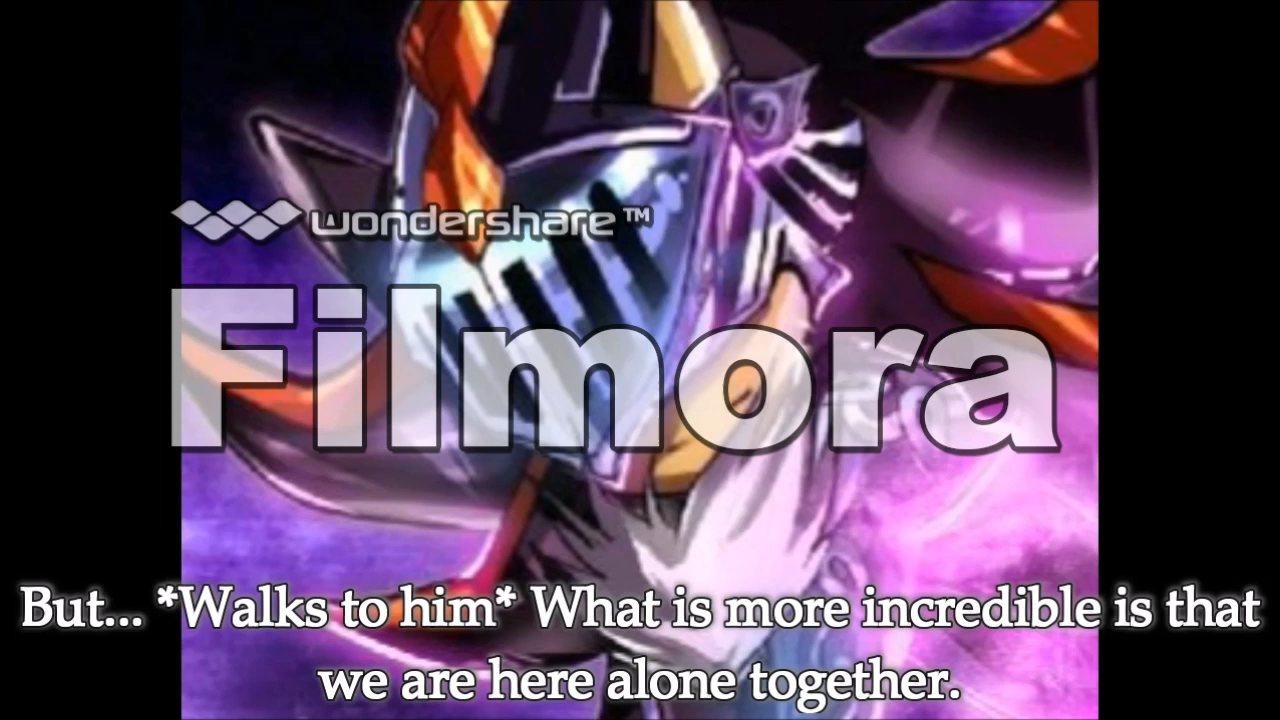 wondershare™
Filmora
But... *Walks to him* What is more incredible is that
we are here alone together.